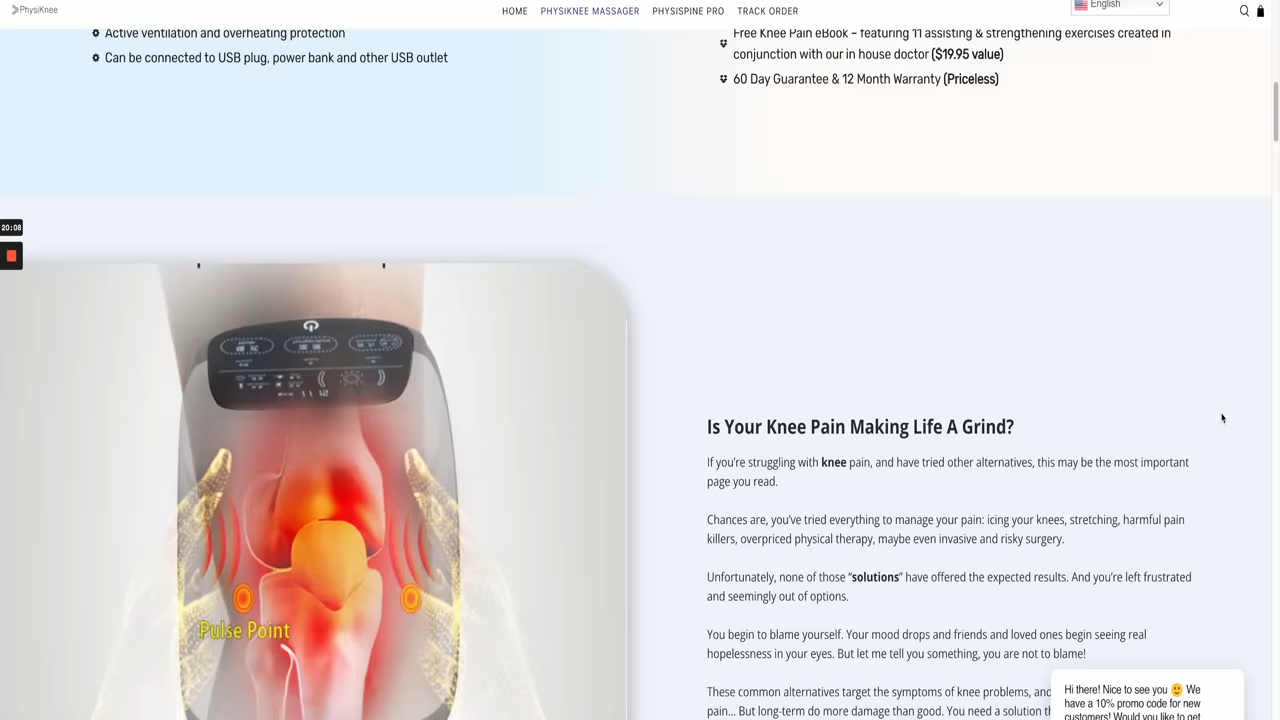 PhysiKnee
HOME
PHYSIKNEE MASSAGER
PHYSISPINE PRO
TRACK ORDER
English
Active ventilation and overheating protection
Can be connected to USB plug, power bank and other USB outlet
Free Knee Pain eBook – featuring 11 assisting & strengthening exercises created in
conjunction with our in house doctor ($19.95 value)
60 Day Guarantee & 12 Month Warranty (Priceless)
20:08
Pulse Point
Is Your Knee Pain Making Life A Grind?
If you're struggling with knee pain, and have tried other alternatives, this may be the most important
page you read.
Chances are, you've tried everything to manage your pain: icing your knees, stretching, harmful pain
killers, overpriced physical therapy, maybe even invasive and risky surgery.
Unfortunately, none of those “solutions” have offered the expected results. And you're left frustrated
and seemingly out of options.
You begin to blame yourself. Your mood drops and friends and loved ones begin seeing real
hopelessness in your eyes. But let me tell you something, you are not to blame!
These common alternatives target the symptoms of knee problems, and
pain... But long-term do more damage than good. You need a solution
Hi there! Nice to see you 🙂 We
have a 10% promo code for new
customers! Would you like to get